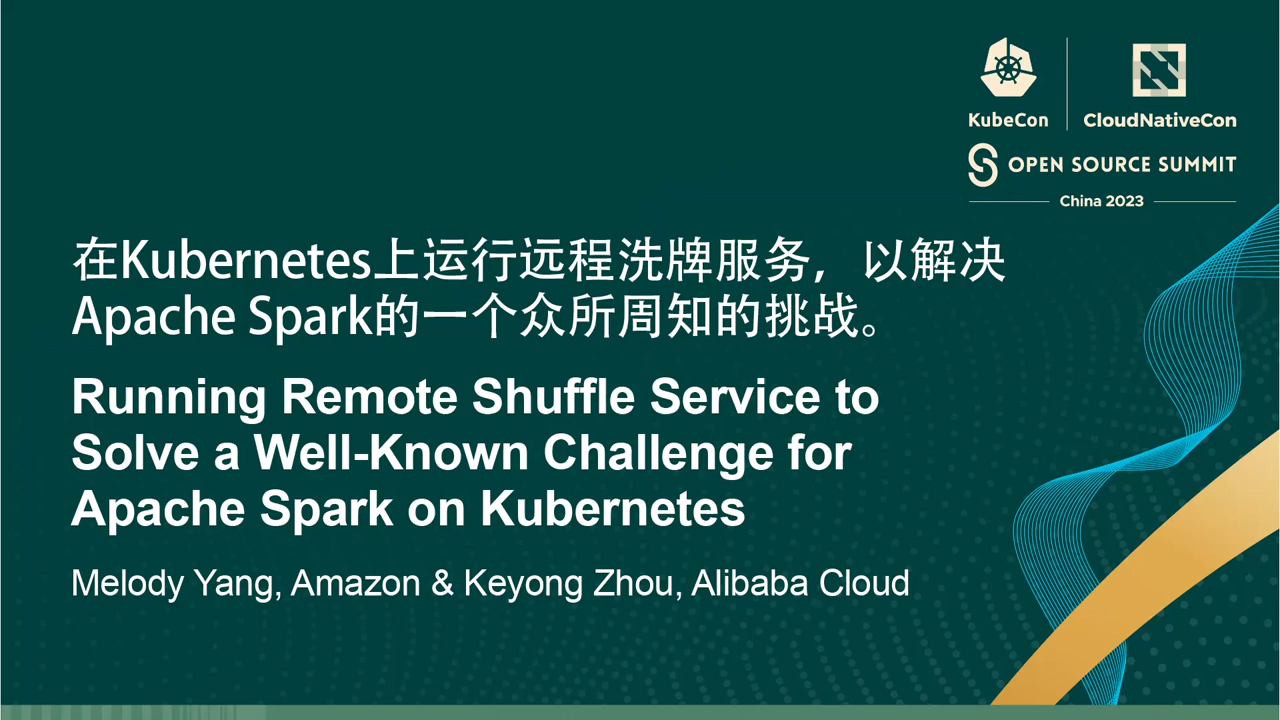 KubeCon
CloudNativeCon
OPEN SOURCE SUMMIT
China 2023
在Kubernetes上运行远程洗牌服务，以解决
Apache Spark的一个众所周知的挑战。
Running Remote Shuffle Service to
Solve a Well-Known Challenge for
Apache Spark on Kubernetes
Melody Yang, Amazon & Keyong Zhou, Alibaba Cloud